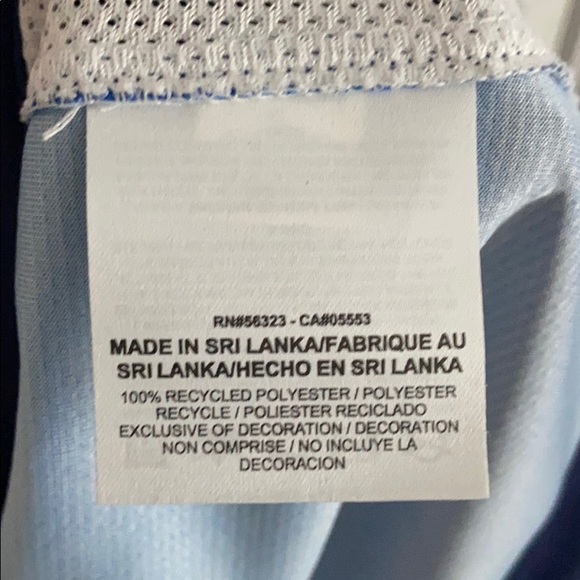 RN#56323 - CA#05553
MADE IN SRI LANKA/FABRIQUE AU
SRI LANKA/HECHO EN SRI LANKA
100% RECYCLED POLYESTER / POLYESTER
RECYCLE / POLIESTER RECICLADO
EXCLUSIVE OF DECORATION / DECORATION
NON COMPRISE / NO INCLUYE LA
DECORACION